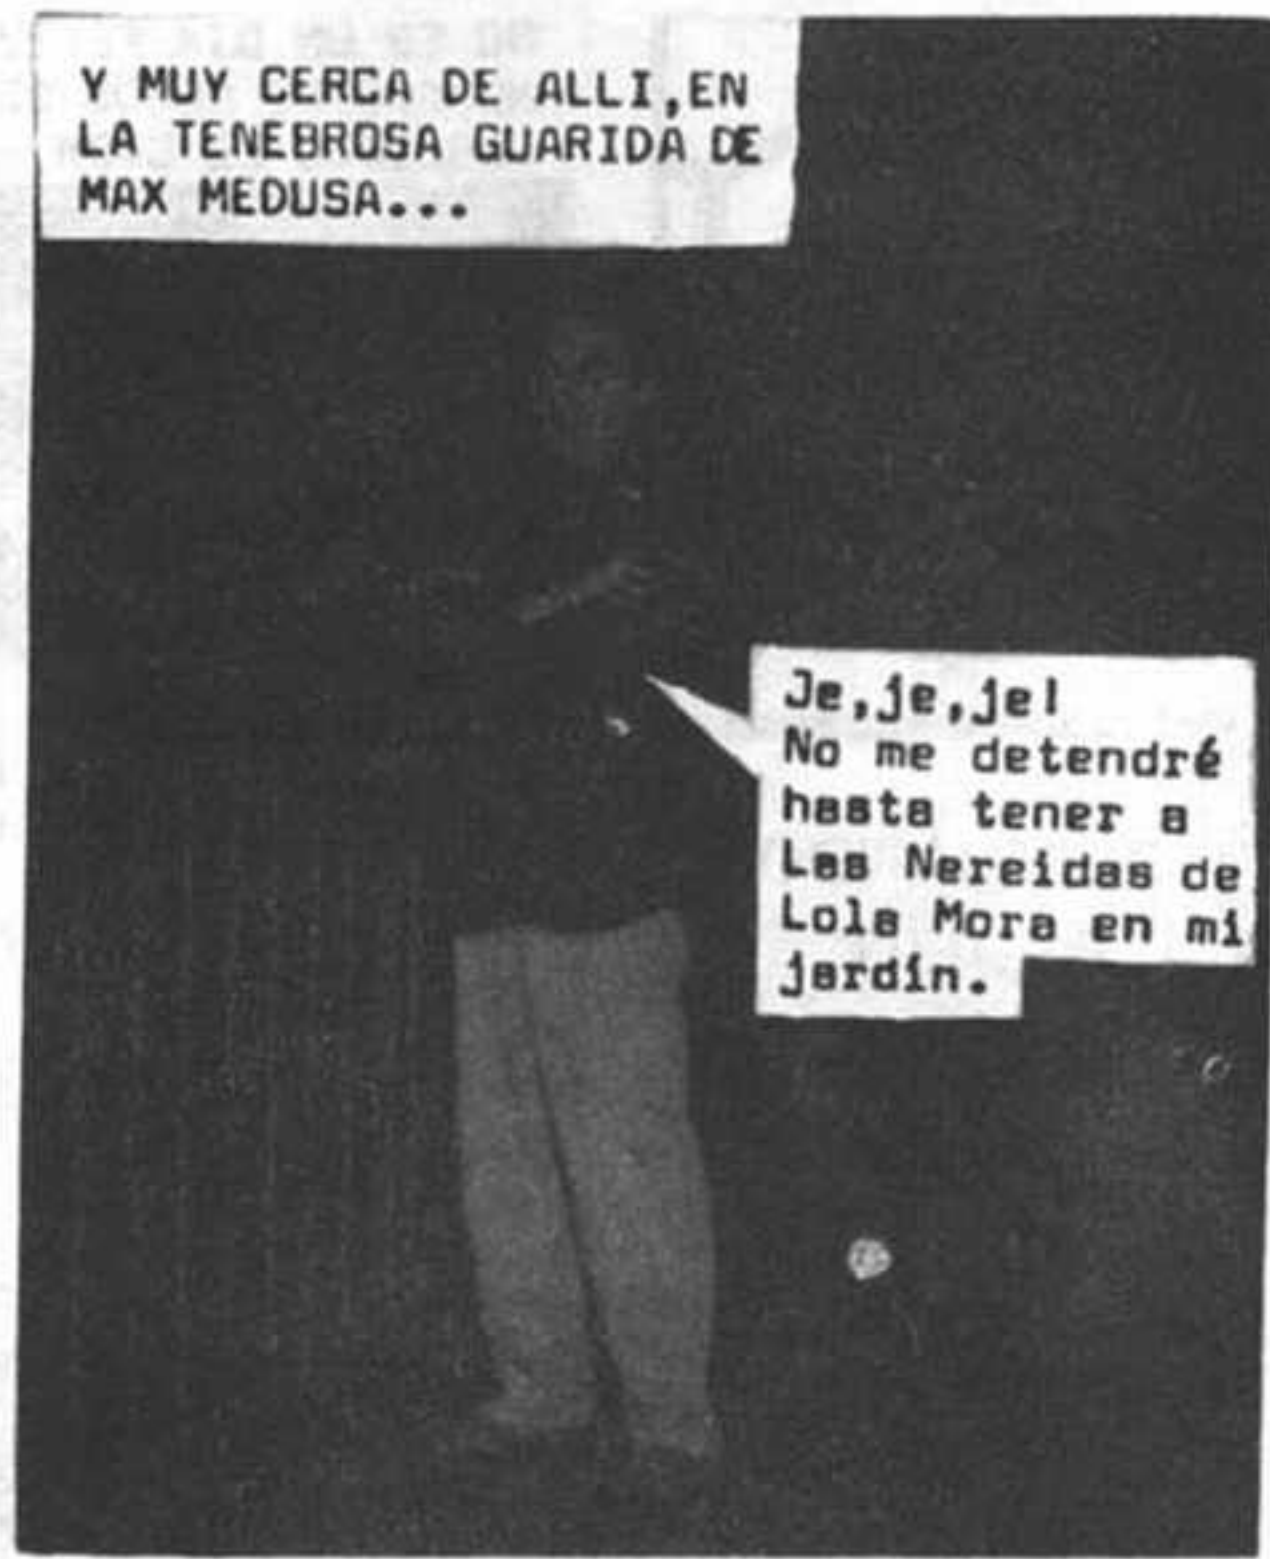 Y MUY CERCA DE ALLI,EN
LA TENEBROSA GUARIDA DE
MAX MEDUSA...
Je,je,je!
No me detendré
hasta tener a
Las Nereidas de
Lola Mora en mi
jardín.